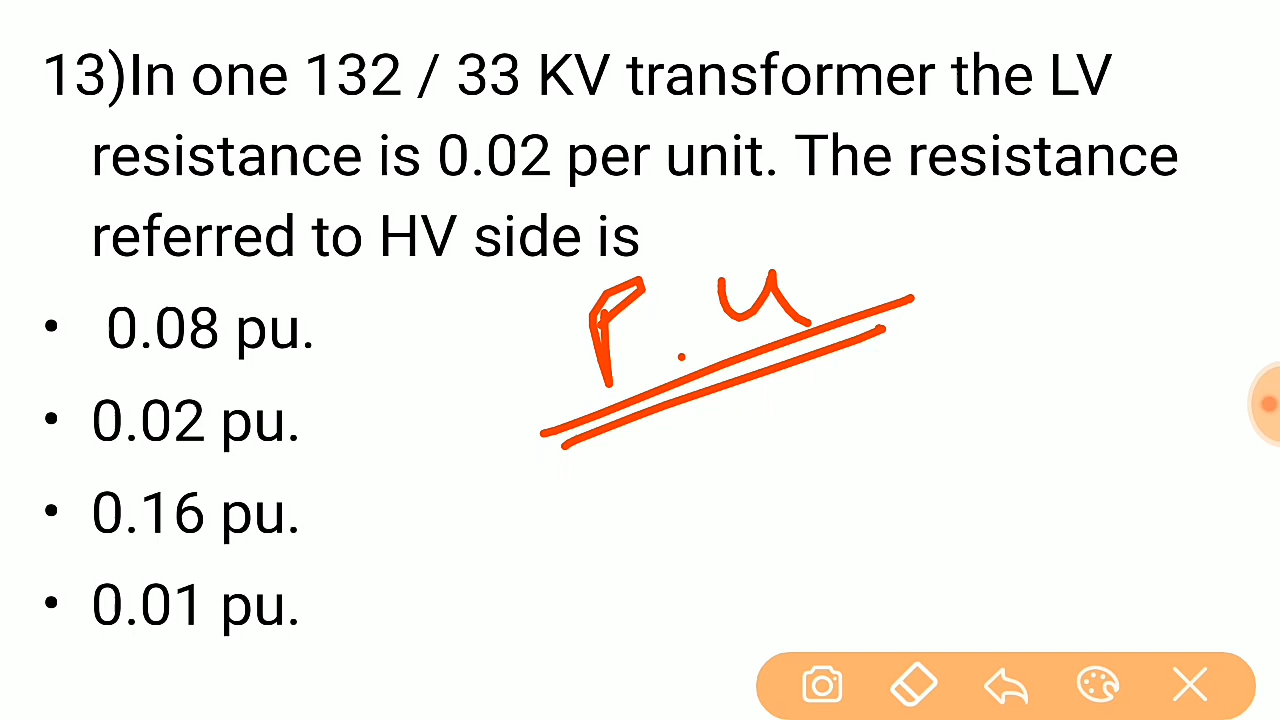 13)In one 132 / 33 KV transformer the LV
resistance is 0.02 per unit. The resistance
referred to HV side is
P.U
• 0.08 pu.
• 0.02 pu.
• 0.16 pu.
• 0.01 pu.